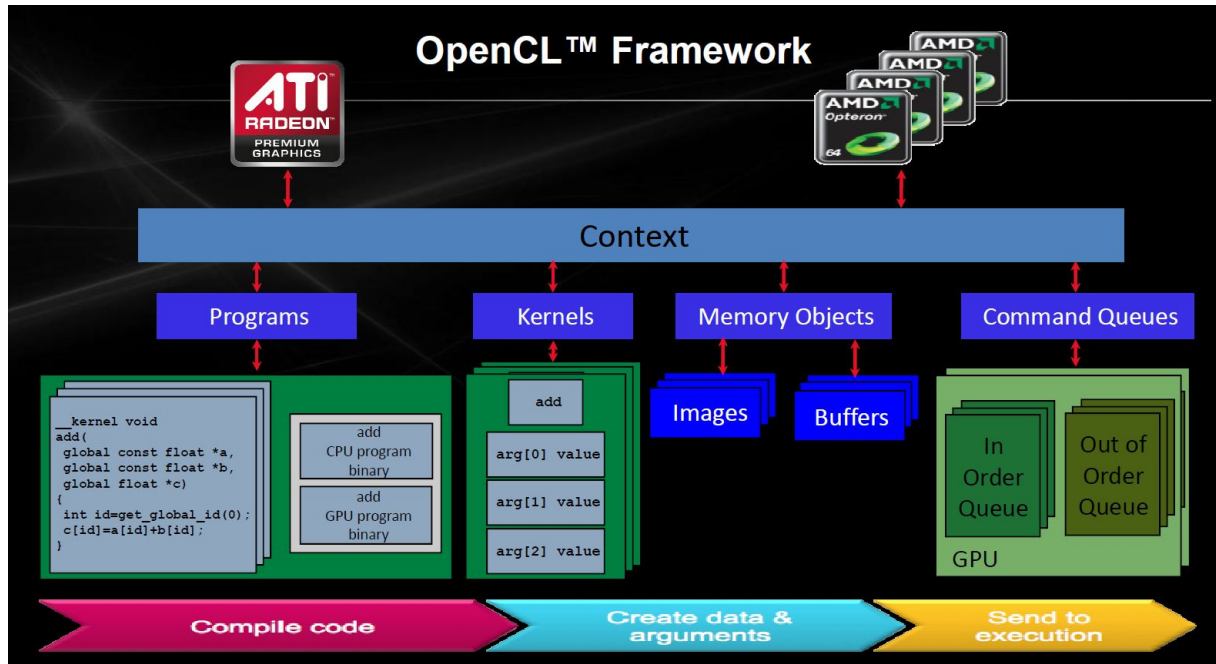 OpenCL™ Framework
ATI
RADEON™
PREMIUM
GRAPHICS
AMD
AMD
AMD
AMD
Opteron™
64
Context
Programs
Kernels
Memory Objects
Command Queues
__kernel void
add(
global const float *a,
global const float *b,
global float *c)
{
int id=get_global_id(0);
c[id]=a[id]+b[id];
}
add
CPU program
binary
add
GPU program
binary
add
arg[0] value
arg[1] value
arg[2] value
Images
Buffers
In
Order
Queue
Out of
Order
Queue
GPU
Compile code
Create data &
arguments
Send to
execution